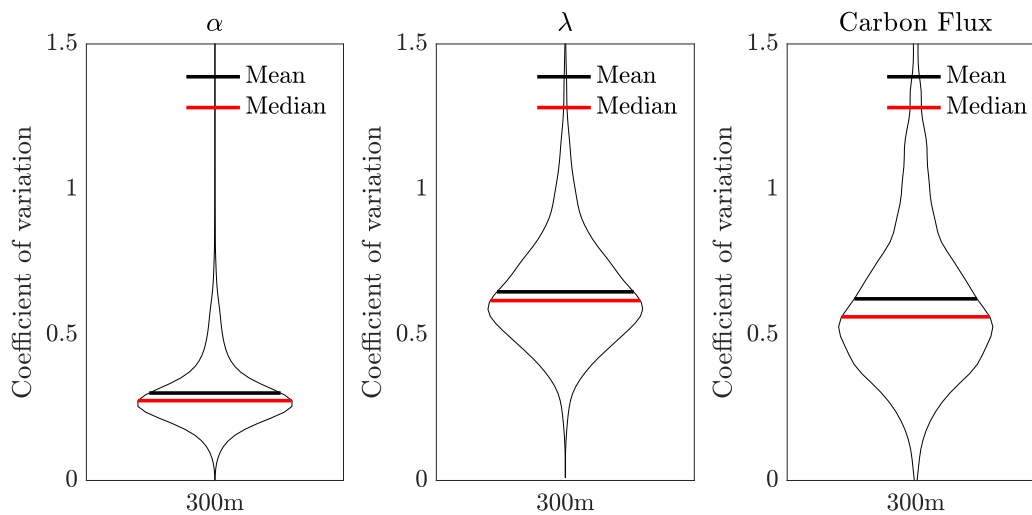 α
1.5
Mean
Median
1
0.5
0
Coefficient of variation
300m
λ
1.5
Mean
Median
1
0.5
0
Coefficient of variation
300m
Carbon Flux
1.5
Mean
Median
1
0.5
0
Coefficient of variation
300m